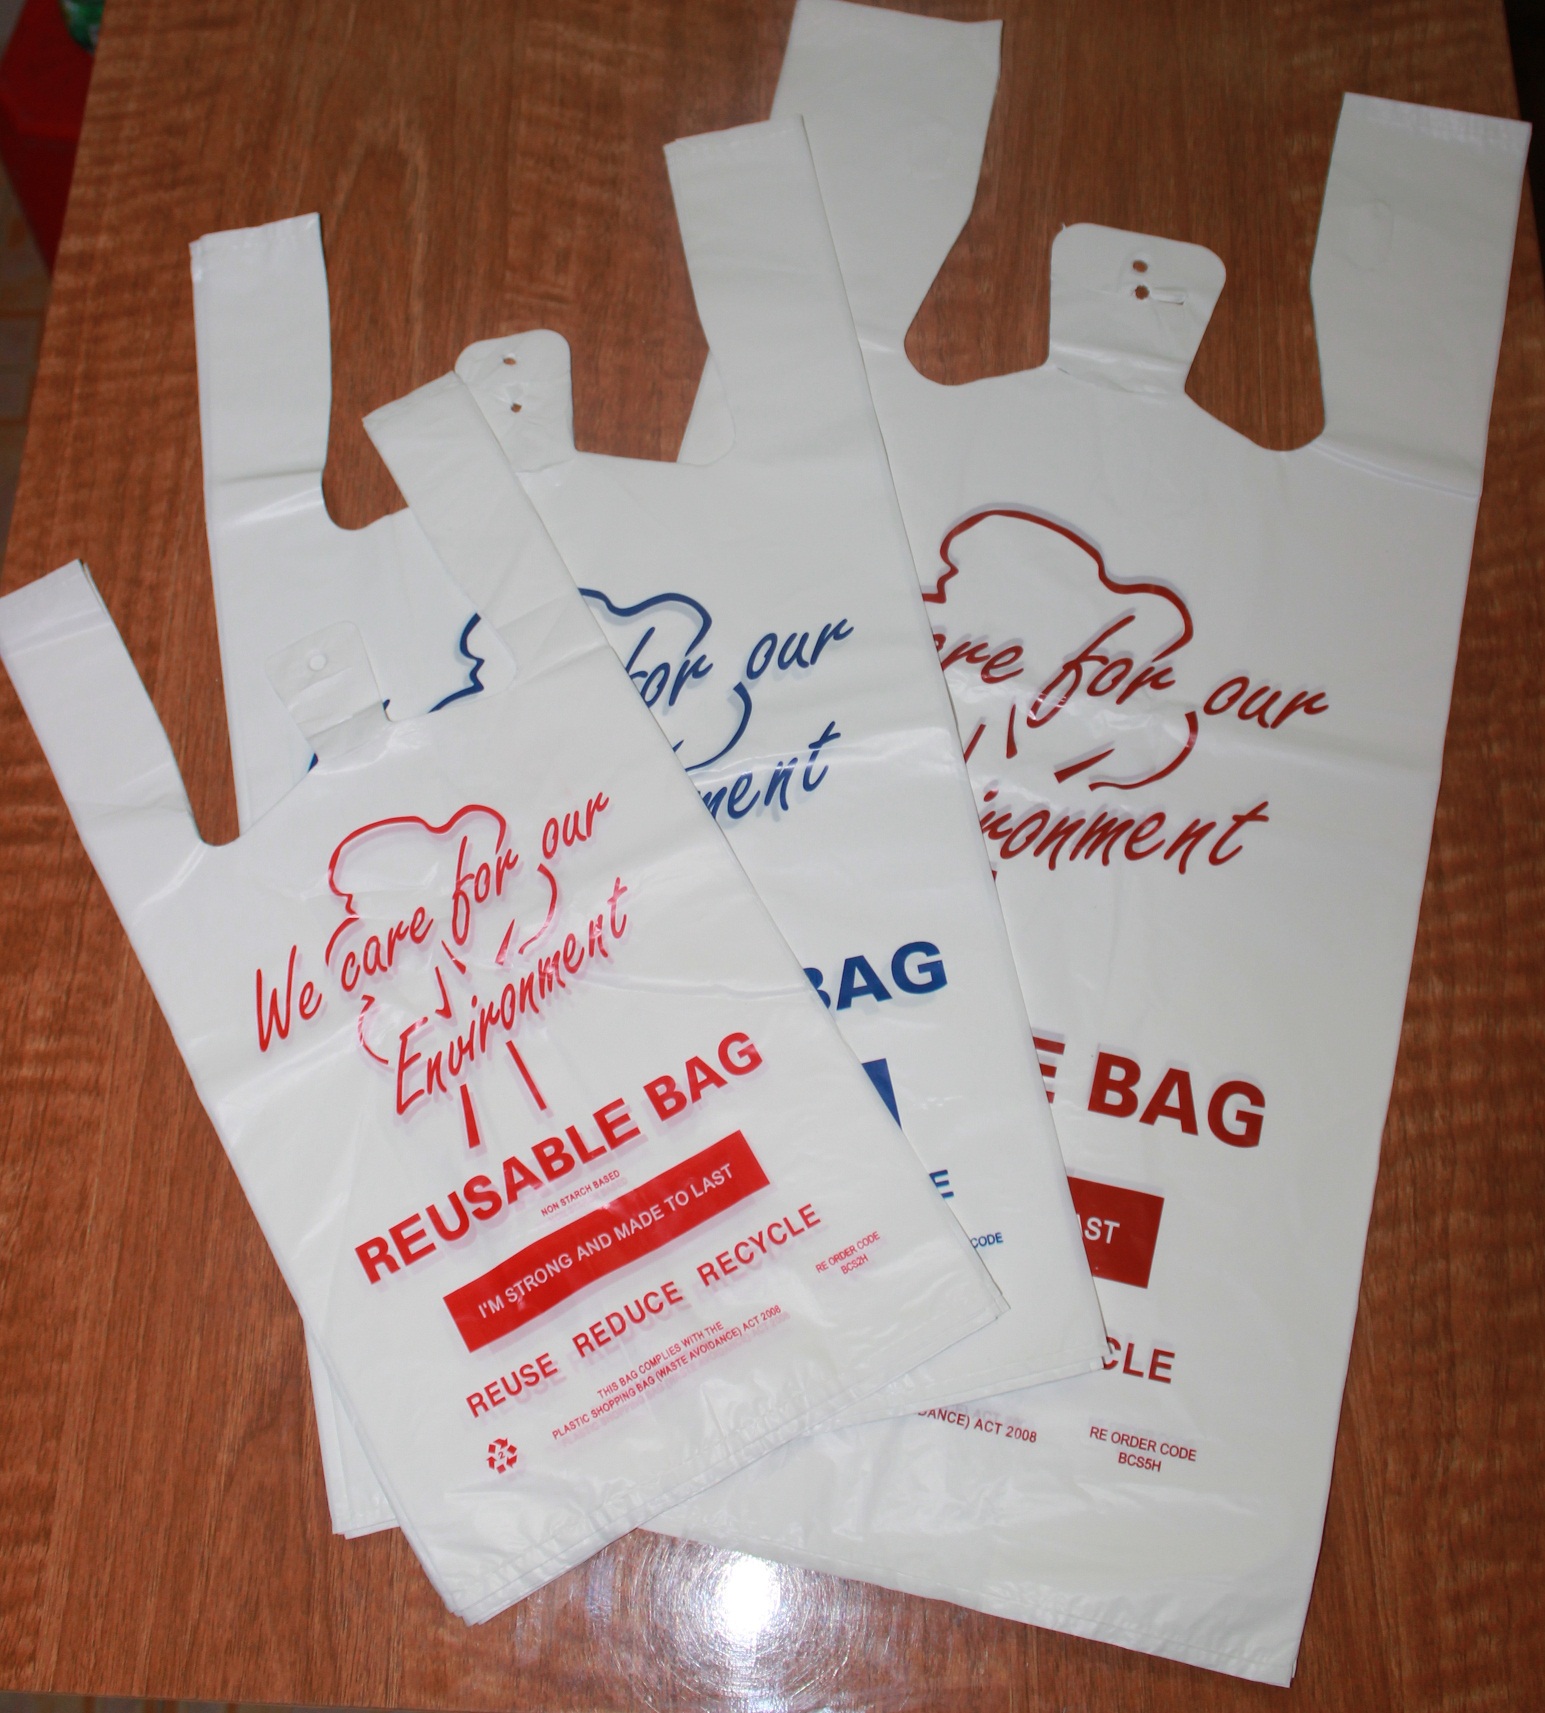 We care for our
Environment
REUSABLE BAG
NON STARCH BASED
I'M STRONG AND MADE TO LAST
REUSE REDUCE RECYCLE
RE ORDER CODE
BCS2H
THIS BAG COMPLIES WITH THE
PLASTIC SHOPPING BAG (WASTE AVOIDANCE) ACT 2008
2
for our
ment
BAG
E
CODE
are for our
ironment
E BAG
AST
CLE
DANCE) ACT 2008
RE ORDER CODE
BCS5H